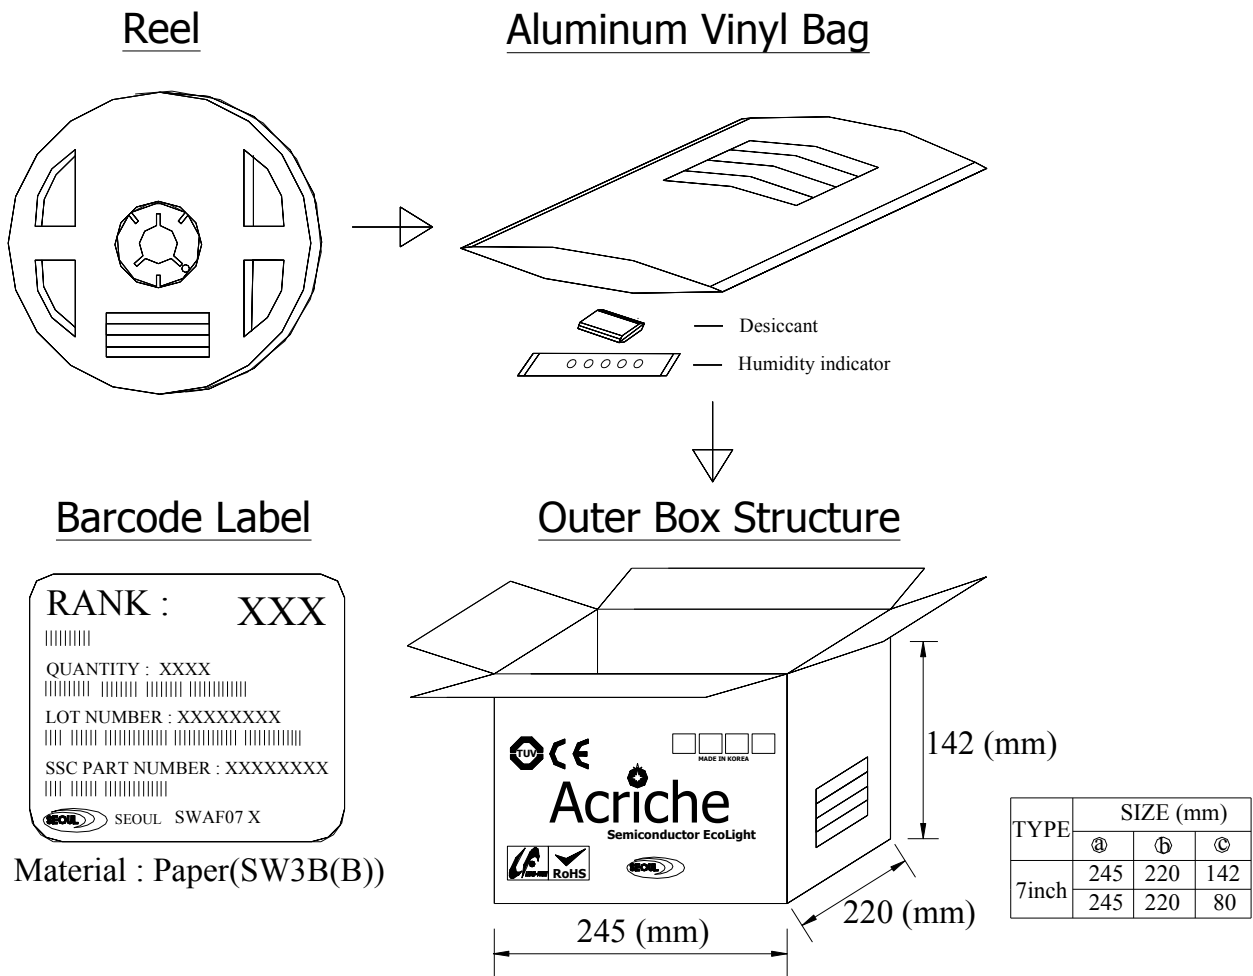 Reel
Aluminum Vinyl Bag
Desiccant
Humidity indicator
Barcode Label
Outer Box Structure
RANK : XXX
QUANTITY : XXXX
LOT NUMBER : XXXXXXXX
SSC PART NUMBER : XXXXXXXX
SEOUL SEOUL SWAF07 X
Material : Paper(SW3B(B))
TUV CE
MADE IN KOREA
Acriche
Semiconductor EcoLight
RoHS
SEOUL
142 (mm)
220 (mm)
245 (mm)
TYPE SIZE (mm)
ⓐ ⓑ ⓒ
7inch 245 220 142
245 220 80